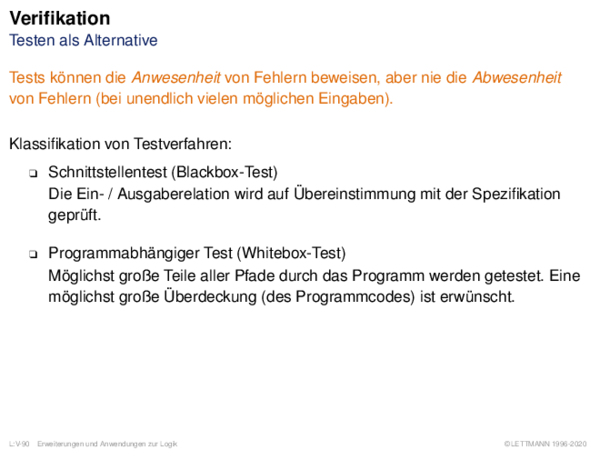 Verifikation
Testen als Alternative
Tests können die Anwesenheit von Fehlern beweisen, aber nie die Abwesenheit
von Fehlern (bei unendlich vielen möglichen Eingaben).
Klassifikation von Testverfahren:
❑ Schnittstellentest (Blackbox-Test)
Die Ein- / Ausgaberelation wird auf Übereinstimmung mit der Spezifikation
geprüft.
❑ Programmabhängiger Test (Whitebox-Test)
Möglichst große Teile aller Pfade durch das Programm werden getestet. Eine
möglichst große Überdeckung (des Programmcodes) ist erwünscht.
L:V-90 Erweiterungen und Anwendungen zur Logik ©LETTMANN 1996-2020